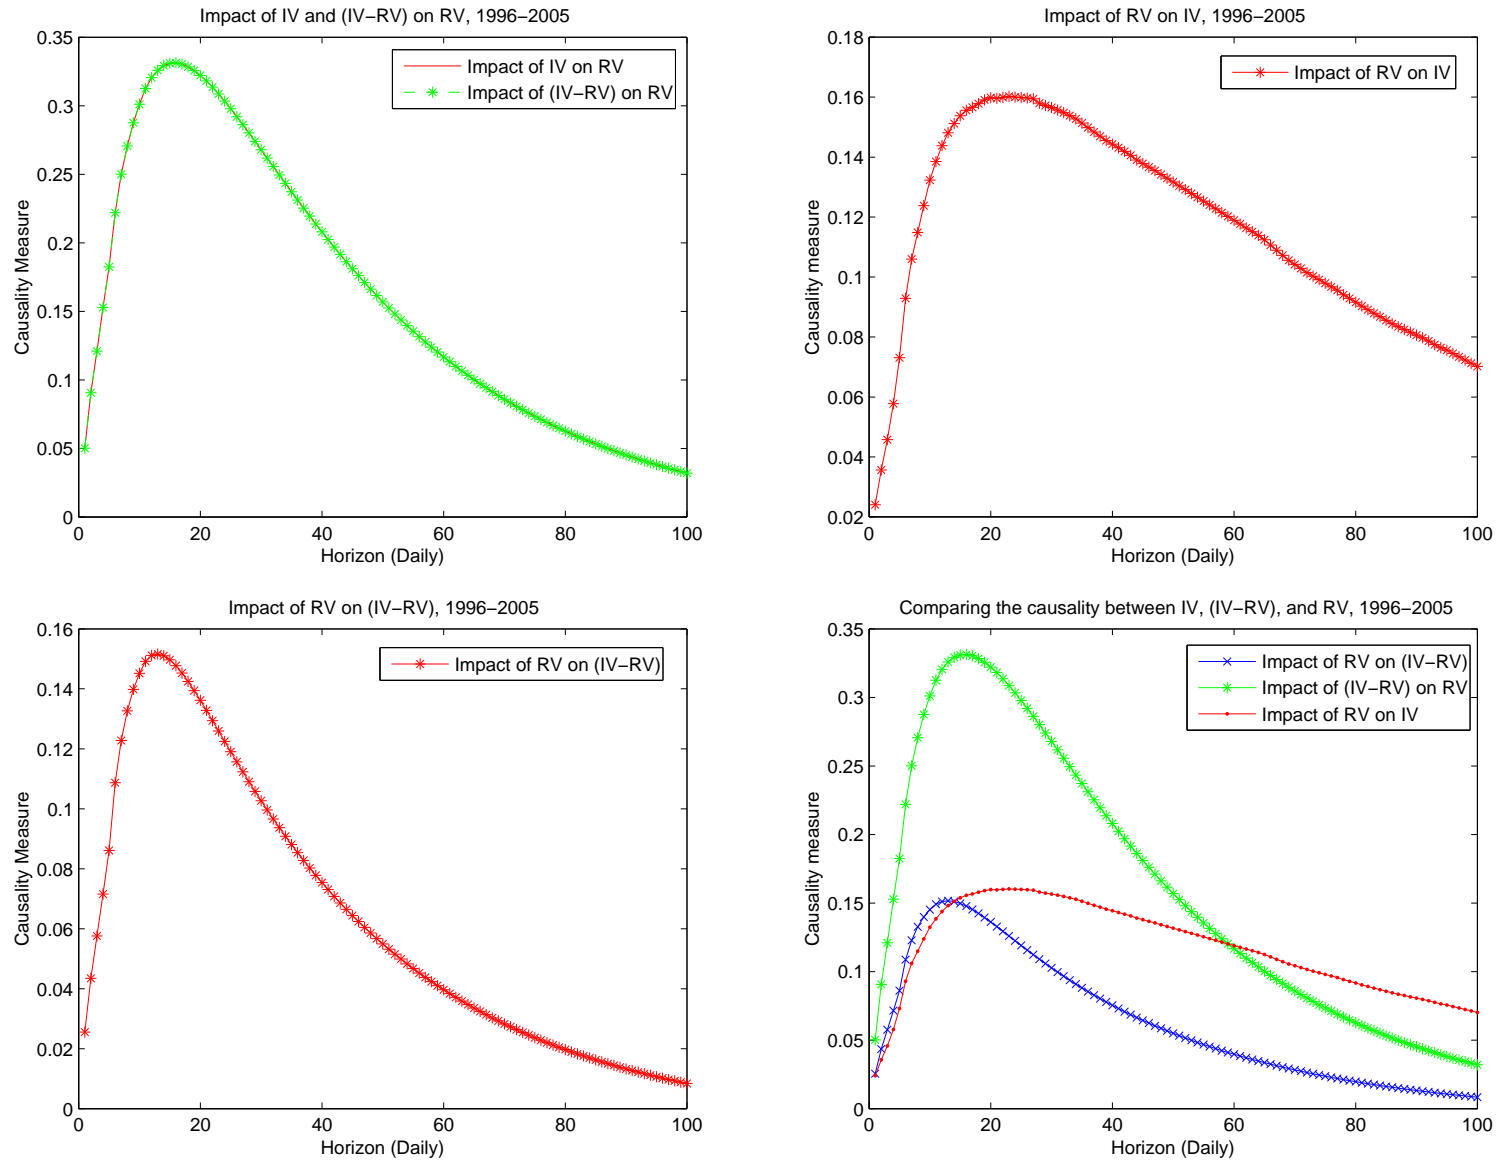 Impact of IV and (IV−RV) on RV, 1996−2005
0.35
0.3
0.25
0.2
0.15
0.1
0.05
0
Causality Measure
Impact of IV on RV
Impact of (IV−RV) on RV
0 20 40 60 80 100
Horizon (Daily)
Impact of RV on IV, 1996−2005
0.18
0.16
0.14
0.12
0.1
0.08
0.06
0.04
0.02
Causality measure
Impact of RV on IV
0 20 40 60 80 100
Horizon (Daily)
Impact of RV on (IV−RV), 1996−2005
0.16
0.14
0.12
0.1
0.08
0.06
0.04
0.02
0
Causality Measure
Impact of RV on (IV−RV)
0 20 40 60 80 100
Horizon (Daily)
Comparing the causality between IV, (IV−RV), and RV, 1996−2005
0.35
0.3
0.25
0.2
0.15
0.1
0.05
0
Causality measure
Impact of RV on (IV−RV)
Impact of (IV−RV) on RV
Impact of RV on IV
0 20 40 60 80 100
Horizon (Daily)